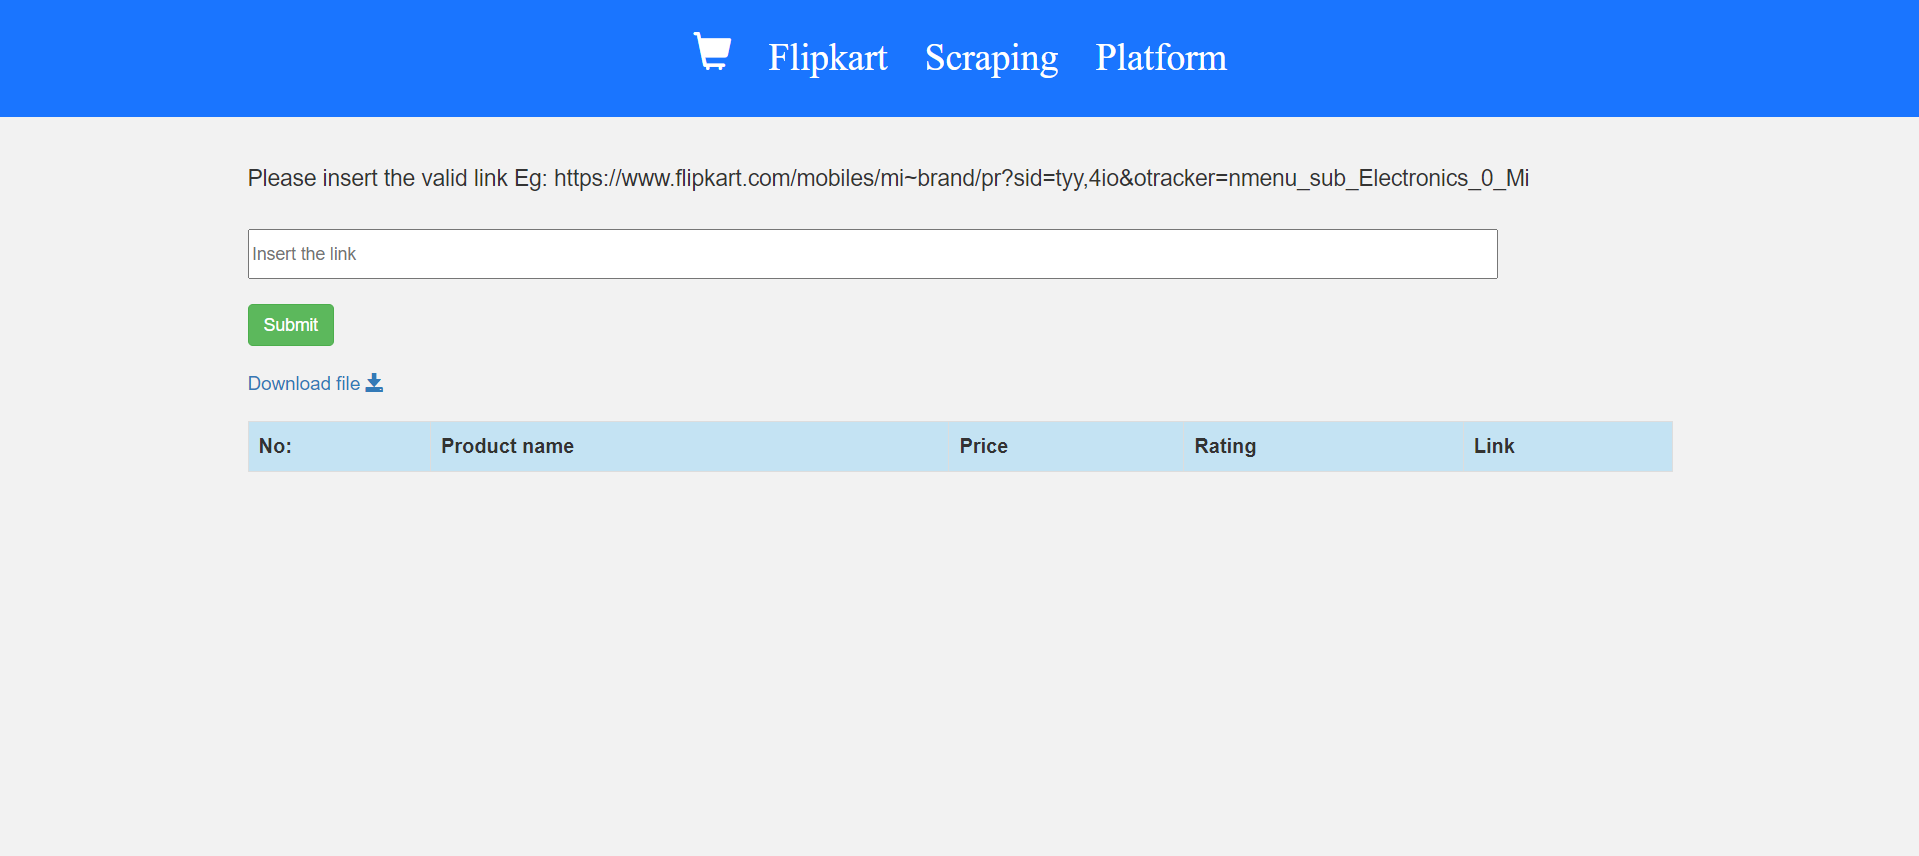 Flipkart Scraping Platform
Please insert the valid link Eg: https://www.flipkart.com/mobiles/mi~brand/pr?sid=tyy,4io&otracker=nmenu_sub_Electronics_0_Mi
Insert the link
Submit
Download file
No: Product name Price Rating Link